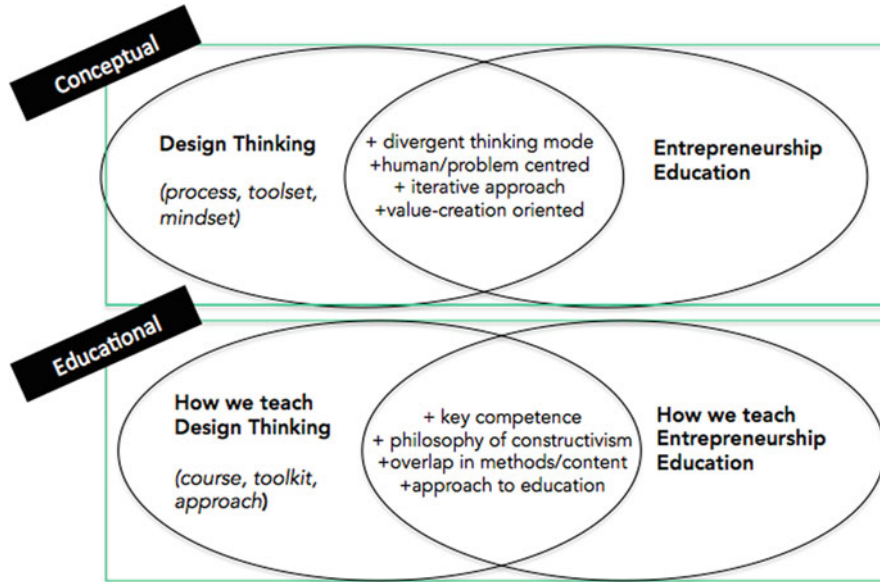 Conceptual
Design Thinking
(process, toolset,
mindset)
+ divergent thinking mode
+human/problem centred
+ iterative approach
+value-creation oriented
Entrepreneurship
Education
Educational
How we teach
Design Thinking
(course, toolkit,
approach)
+ key competence
+ philosophy of constructivism
+overlap in methods/content
+approach to education
How we teach
Entrepreneurship
Education